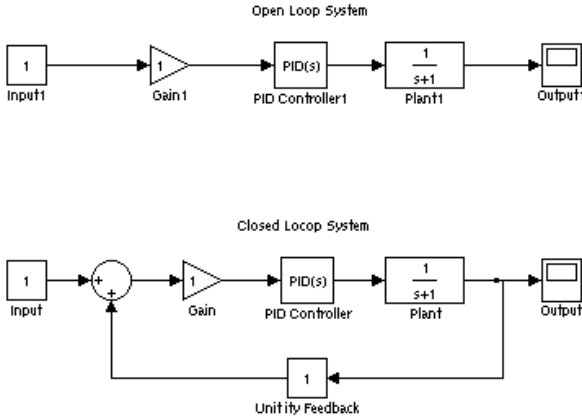 Open Loop System
1
1
PID(s)
1
s+1
Input1
Gain1
PID Controller1
Plant1
Output1
Closed Locop System
1
+
+
1
PID(s)
1
s+1
Input
Gain
PID Controller
Plant
Output
1
Unitity Feedback